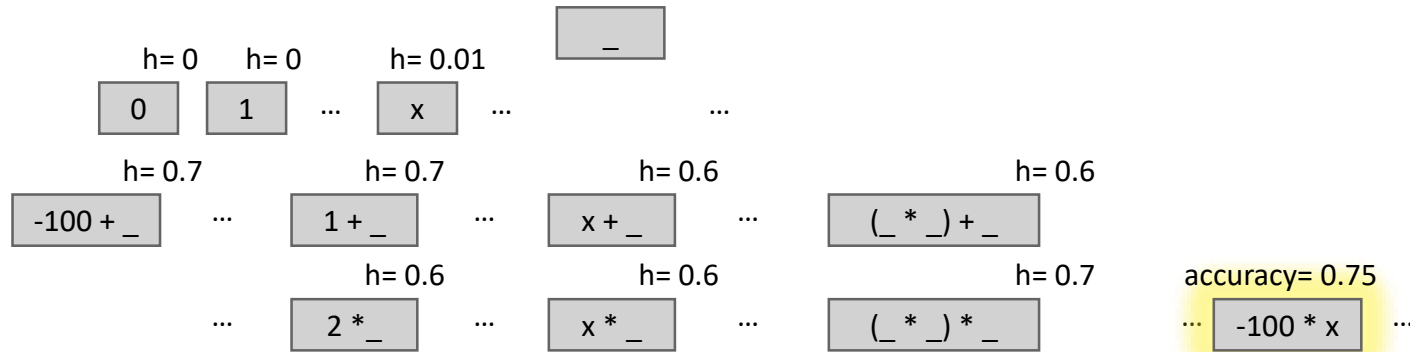 _
h= 0 h= 0 h= 0.01
0 1 ... x ... ...
h= 0.7 h= 0.7 h= 0.6 h= 0.6
-100 + _ ... 1 + _ ... x + _ ... (_ * _) + _
h= 0.6 h= 0.6 h= 0.7 accuracy= 0.75
... 2 *_ ... x *_ ... (_ * _) * _ ... -100 * x ...